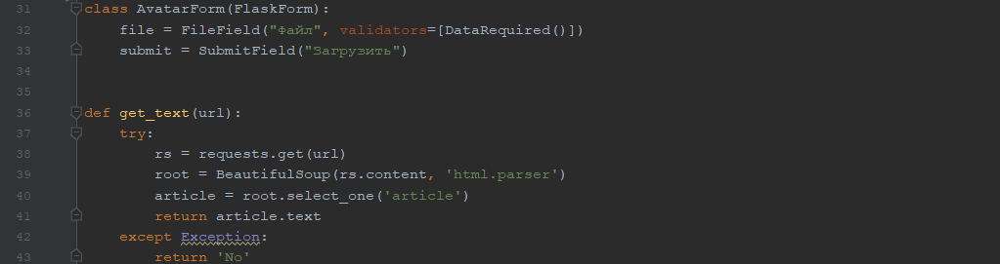 31 class AvatarForm(FlaskForm):
32     file = FileField("Файл", validators=[DataRequired()])
33     submit = SubmitField("Загрузить")
34
35
36 def get_text(url):
37     try:
38         rs = requests.get(url)
39         root = BeautifulSoup(rs.content, 'html.parser')
40         article = root.select_one('article')
41         return article.text
42     except Exception:
43         return 'No'